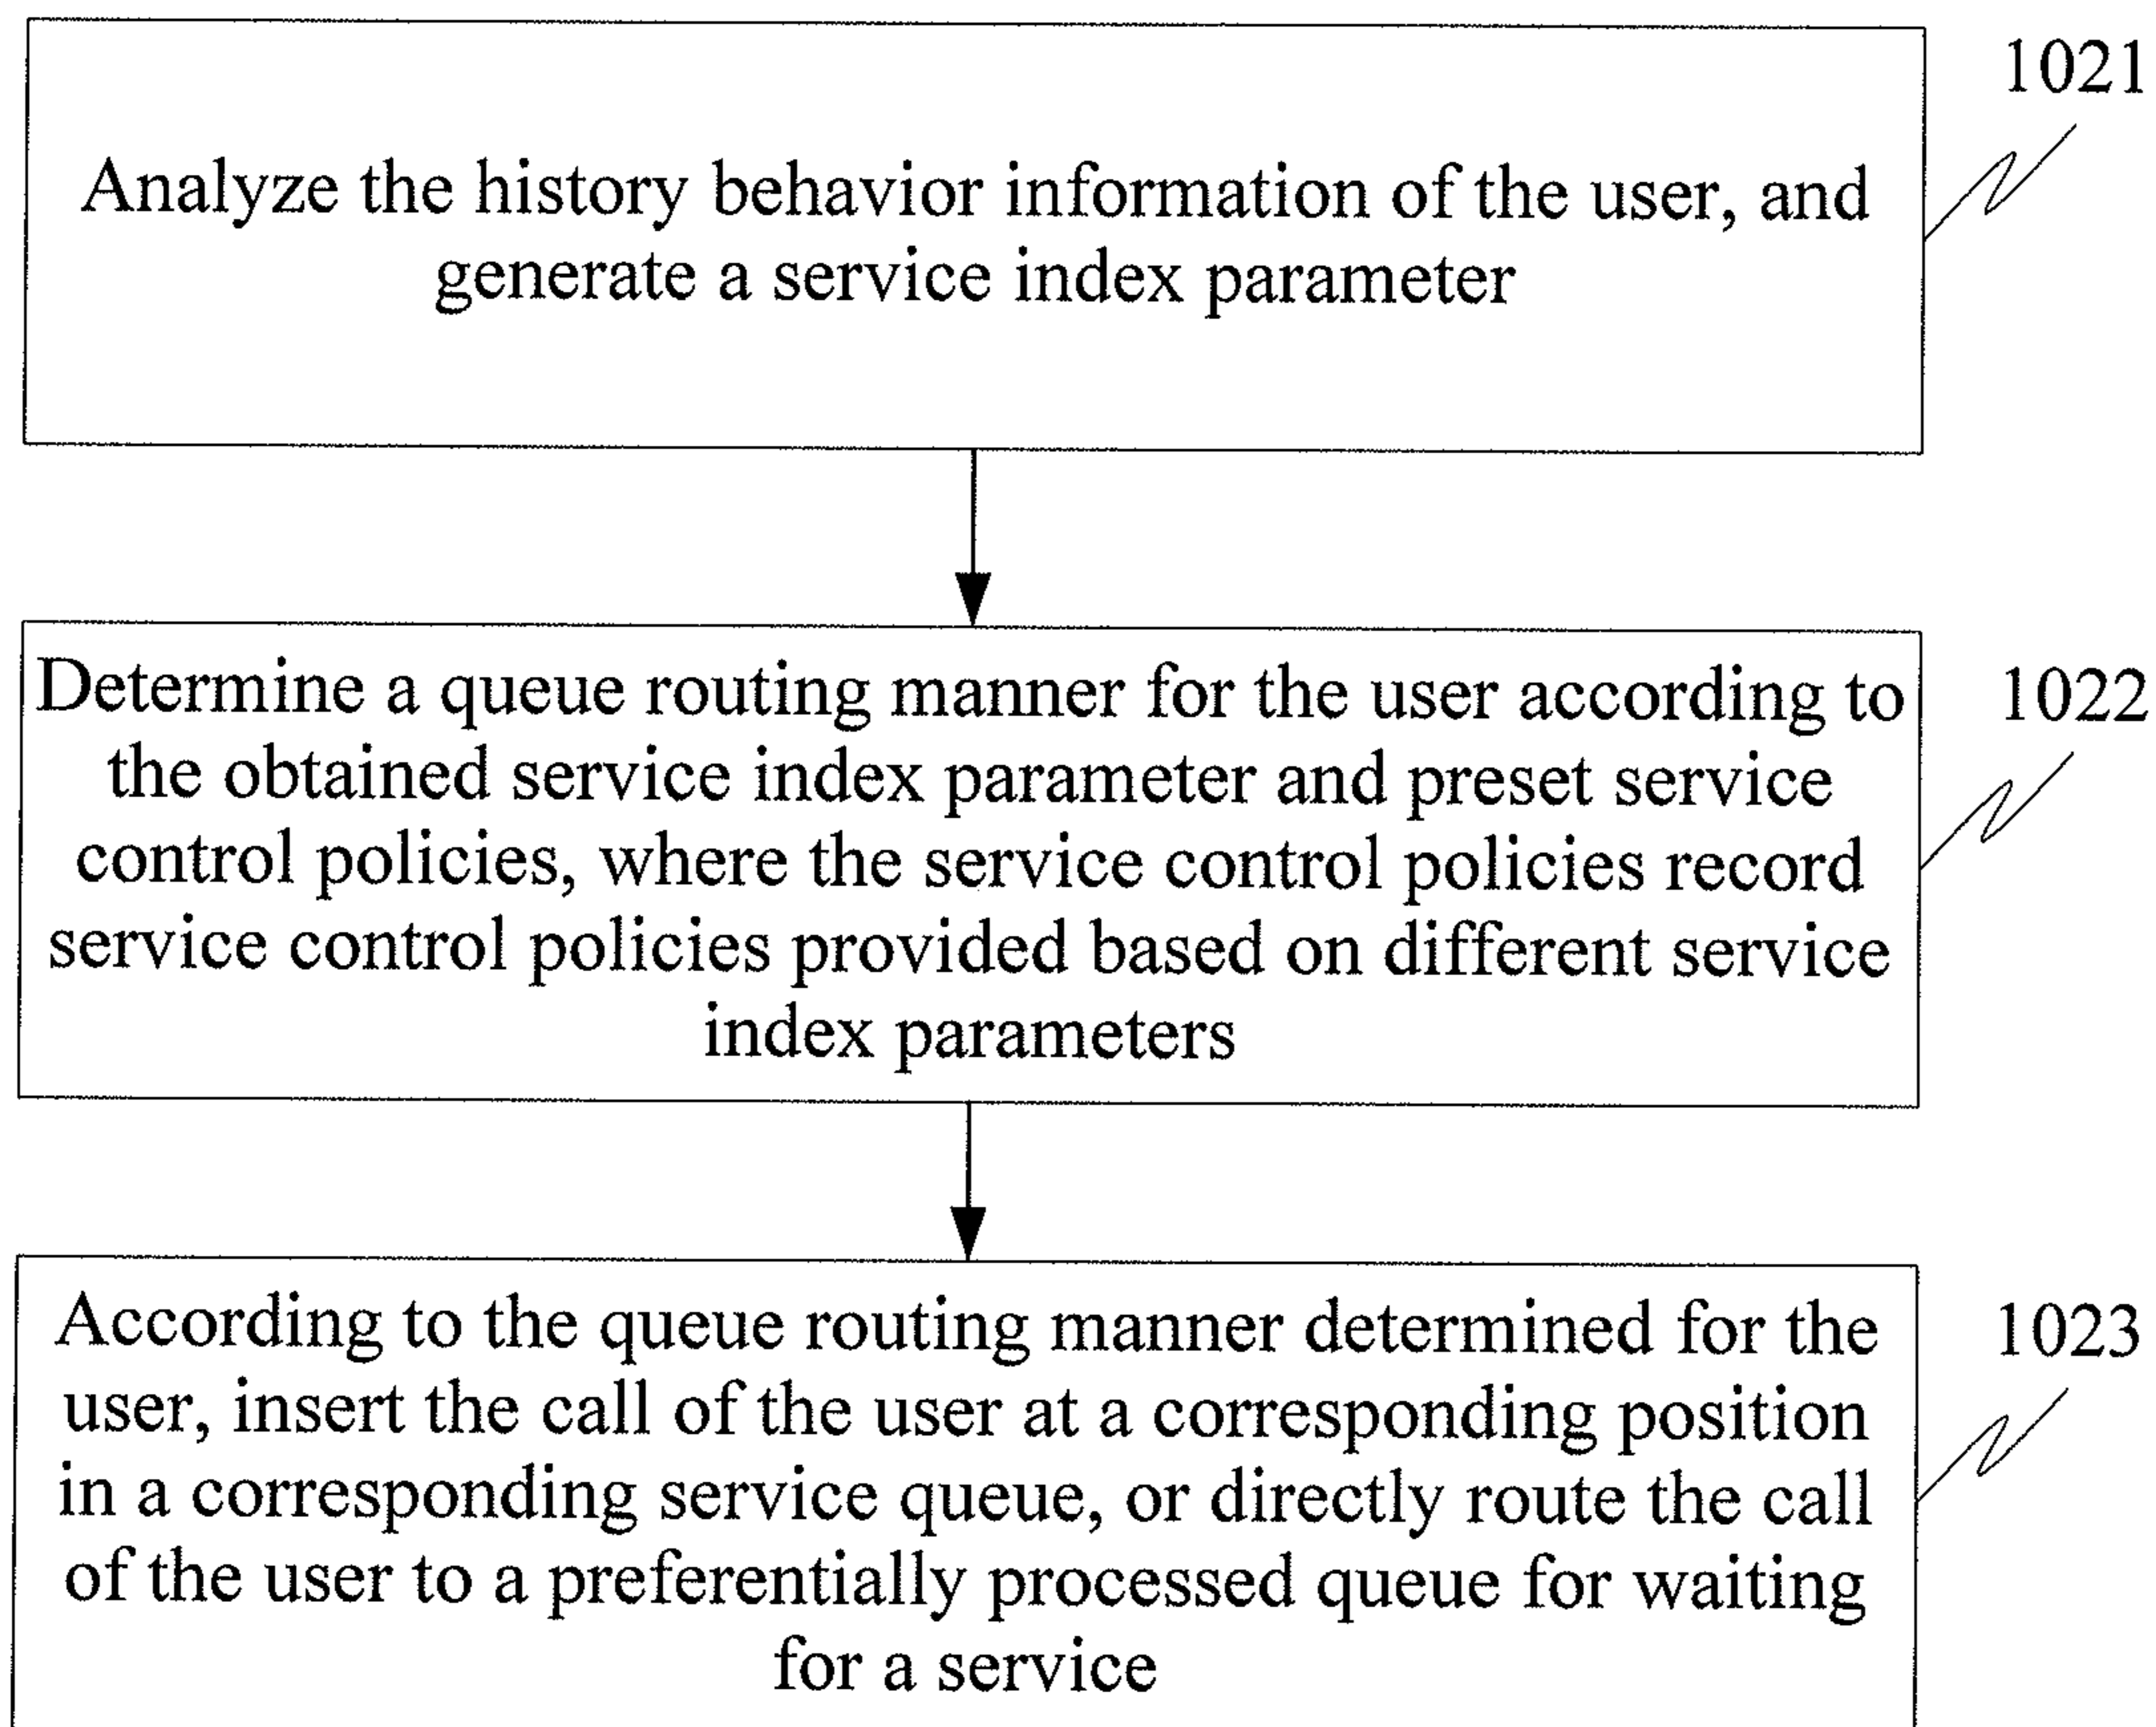 1021
Analyze the history behavior information of the user, and
generate a service index parameter
Determine a queue routing manner for the user according to
1022
the obtained service index parameter and preset service
control policies, where the service control policies record
service control policies provided based on different service
index parameters
According to the queue routing manner determined for the
1023
user, insert the call of the user at a corresponding position
in a corresponding service queue, or directly route the call
of the user to a preferentially processed queue for waiting
for a service